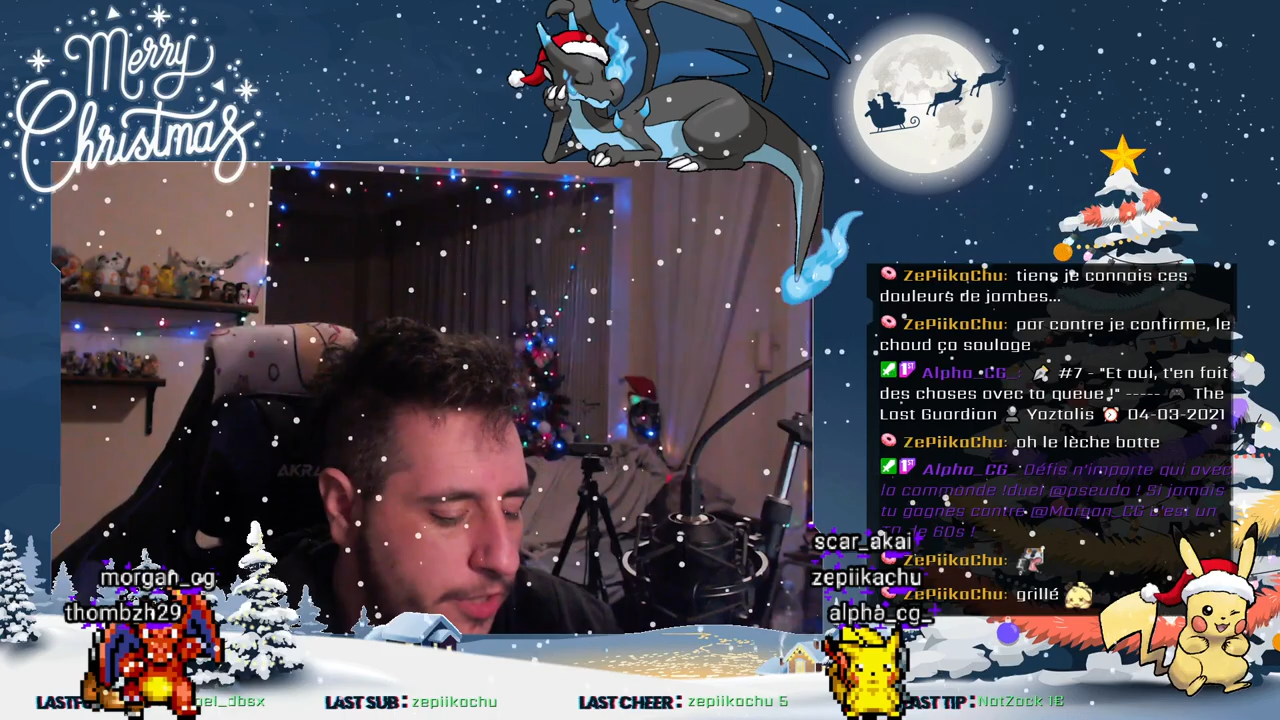 Merry
Christmas
ZePiikaChu: tiens je connais ces
douleurs de jambes...
ZePiikaChu: par contre je confirme, le
chaud ça soulage
Alpha_CG_: #7 - "Et oui, t'en fait
des choses avec ta queue !" ----- The
Last Guardian Yaztalis 04-03-2021
ZePiikaChu: oh le lèche botte
Alpha_CG_: Défis n'importe qui avec
la commande !duel @pseudo ! Si jamais
tu gagnes contre @Morgan_CG c'est un
TO de 60s !
ZePiikaChu:
ZePiikaChu: grillé
AKRA
scar_akai
zepiikachu
alpha_cg_
morgan_cg
thombzh29
LAST SUB : zepiikachu
LAST CHEER : zepiikachu 5
LAST TIP : NotZack 18